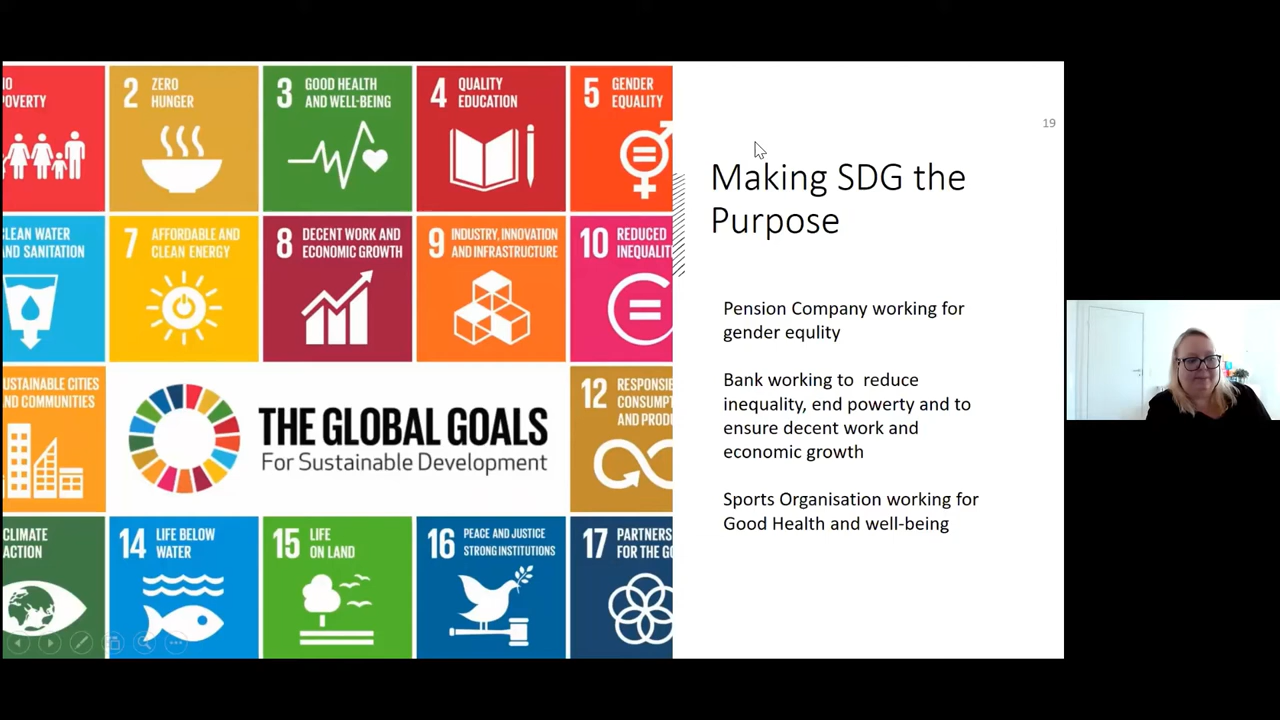 POVERTY
2 ZERO
HUNGER
3 GOOD HEALTH
AND WELL-BEING
4 QUALITY
EDUCATION
5 GENDER
EQUALITY
CLEAN WATER
AND SANITATION
7 AFFORDABLE AND
CLEAN ENERGY
8 DECENT WORK AND
ECONOMIC GROWTH
9 INDUSTRY, INNOVATION
AND INFRASTRUCTURE
10 REDUCED
INEQUALIT
USTAINABLE CITIES
ND COMMUNITIES
THE GLOBAL GOALS
For Sustainable Development
12 RESPONSIB
CONSUMPT
AND PRODU
CLIMATE
ACTION
14 LIFE BELOW
WATER
15 LIFE
ON LAND
16 PEACE AND JUSTICE
STRONG INSTITUTIONS
17 PARTNERS
FOR THE GO
19
Making SDG the
Purpose
Pension Company working for
gender equlity
Bank working to reduce
inequality, end powerty and to
ensure decent work and
economic growth
Sports Organisation working for
Good Health and well-being